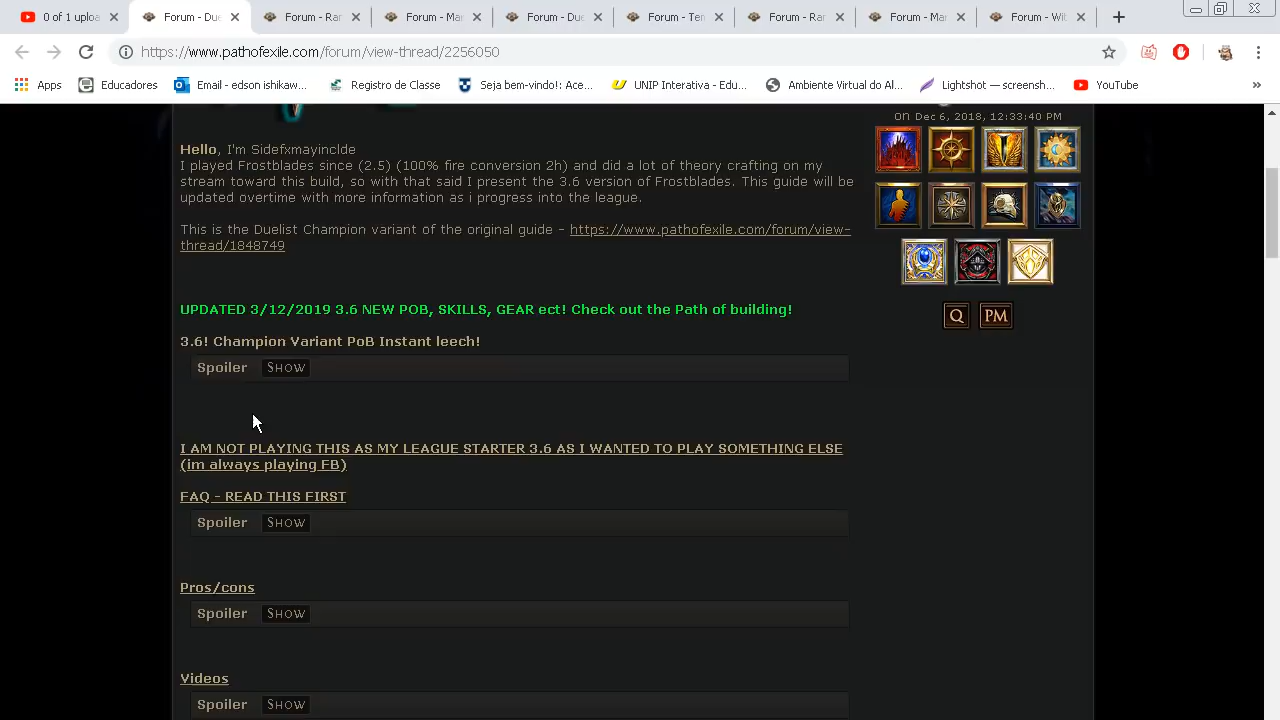 0 of 1 uploa
Forum - Due
Forum - Ran
Forum - Mar
Forum - Due
Forum - Tem
Forum - Ran
Forum - Mar
Forum - Wit
https://www.pathofexile.com/forum/view-thread/2256050
Apps
Educadores
Email - edson ishikaw...
Registro de Classe
Seja bem-vindo!: Ace...
UNIP Interativa - Edu...
Ambiente Virtual do Al...
Lightshot — screensh...
YouTube
»
On Dec 6, 2018, 12:33:40 PM
Hello, I'm Sidefxmayinclde
I played Frostblades since (2.5) (100% fire conversion 2h) and did a lot of theory crafting on my
stream toward this build, so with that said I present the 3.6 version of Frostblades. This guide will be
updated overtime with more information as i progress into the league.
This is the Duelist Champion variant of the original guide - https://www.pathofexile.com/forum/view-
thread/1848749
Q PM
UPDATED 3/12/2019 3.6 NEW POB, SKILLS, GEAR ect! Check out the Path of building!
3.6! Champion Variant PoB Instant leech!
Spoiler Show
I AM NOT PLAYING THIS AS MY LEAGUE STARTER 3.6 AS I WANTED TO PLAY SOMETHING ELSE
(im always playing FB)
FAQ - READ THIS FIRST
Spoiler Show
Pros/cons
Spoiler Show
Videos
Spoiler Show